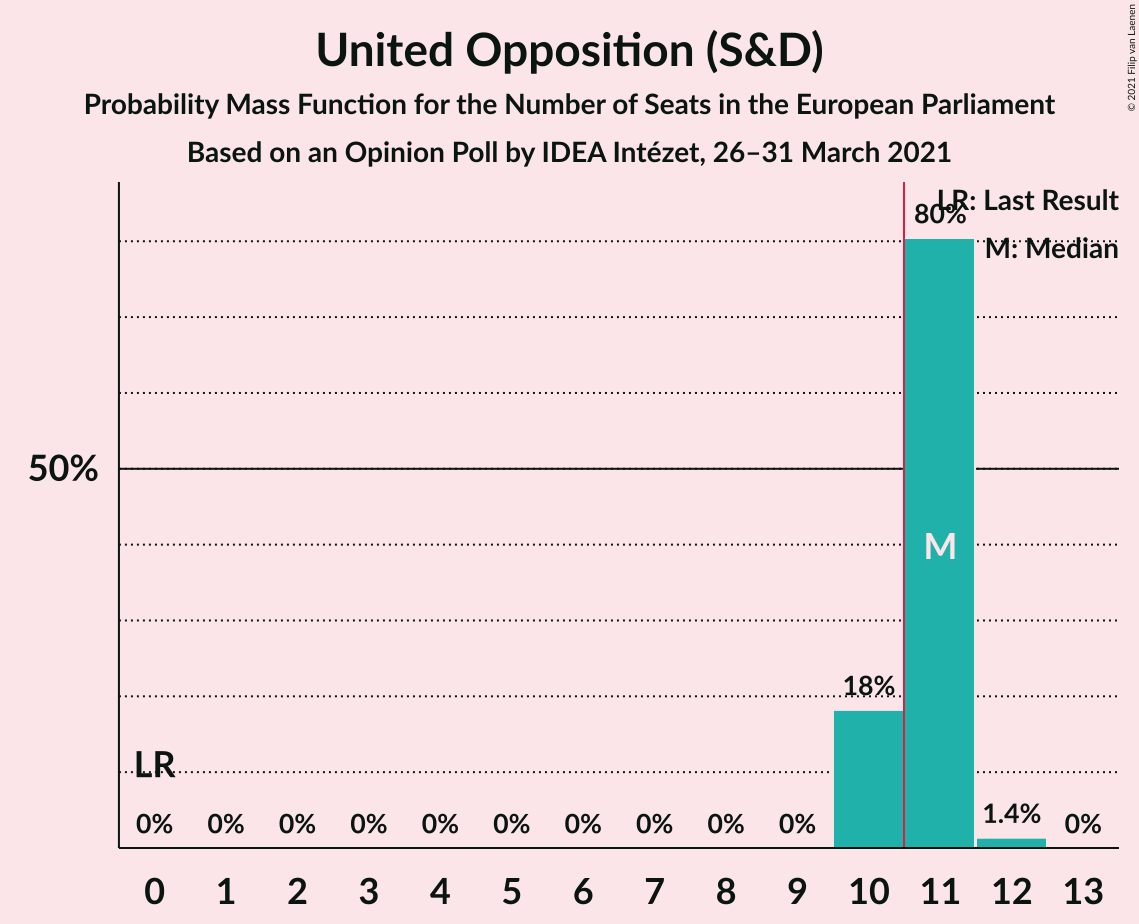 United Opposition (S&D)
Probability Mass Function for the Number of Seats in the European Parliament
Based on an Opinion Poll by IDEA Intézet, 26–31 March 2021
© 2021 Filip van Laenen
LR: Last Result
M: Median
80%
50%
M
18%
LR
0% 0% 0% 0% 0% 0% 0% 0% 0% 0% 1.4% 0%
0 1 2 3 4 5 6 7 8 9 10 11 12 13